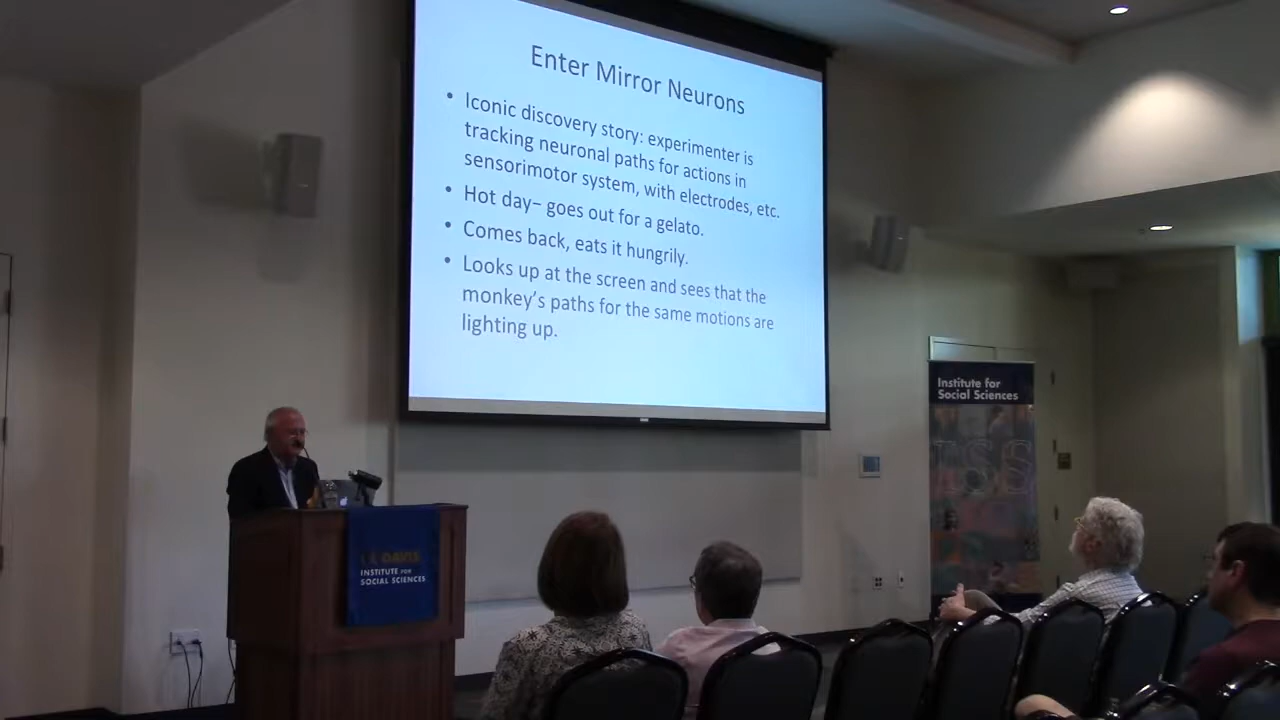 Enter Mirror Neurons
• Iconic discovery story: experimenter is
tracking neuronal paths for actions in
sensorimotor system, with electrodes, etc.
• Hot day– goes out for a gelato.
• Comes back, eats it hungrily.
• Looks up at the screen and sees that the
monkey's paths for the same motions are
lighting up.
Institute for
Social Sciences
ISS
DAVIS
INSTITUTE FOR
SOCIAL SCIENCES